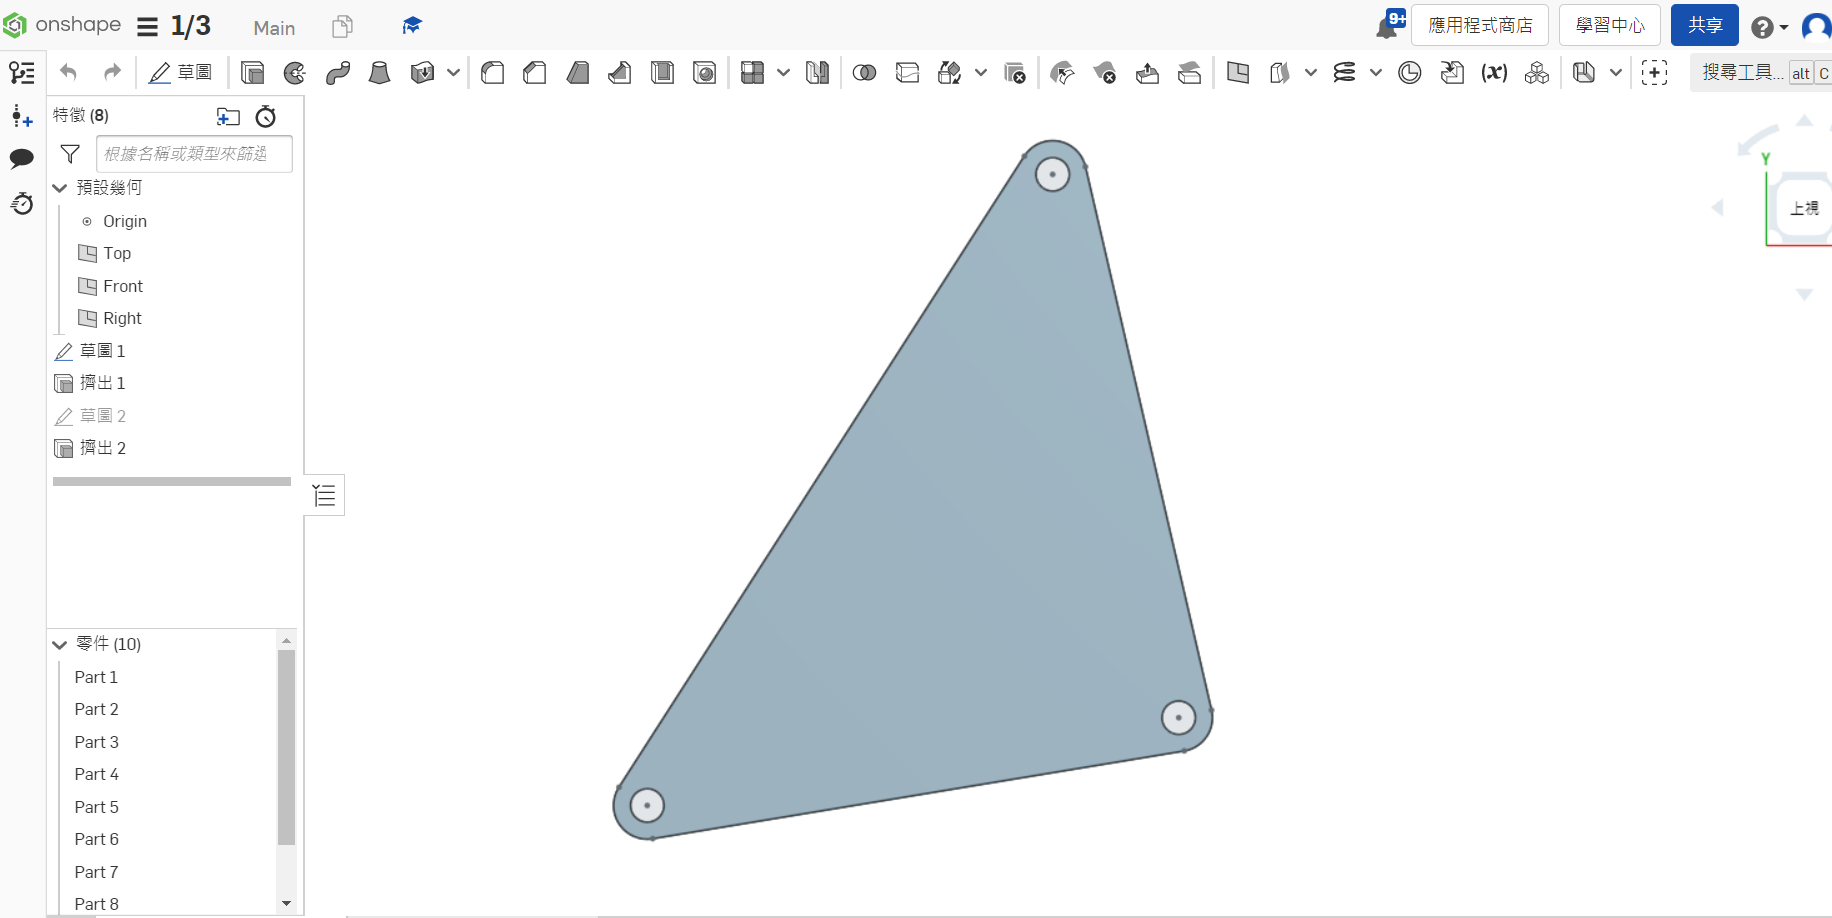 onshape 1/3 Main 9+ 應用程式商店 學習中心 共享
草圖 (x) 搜尋工具... alt C
特徵 (8)
根據名稱或類型來篩選
預設幾何
Origin
Top
Front
Right
草圖 1
擠出 1
草圖 2
擠出 2
Y
上視
零件 (10)
Part 1
Part 2
Part 3
Part 4
Part 5
Part 6
Part 7
Part 8